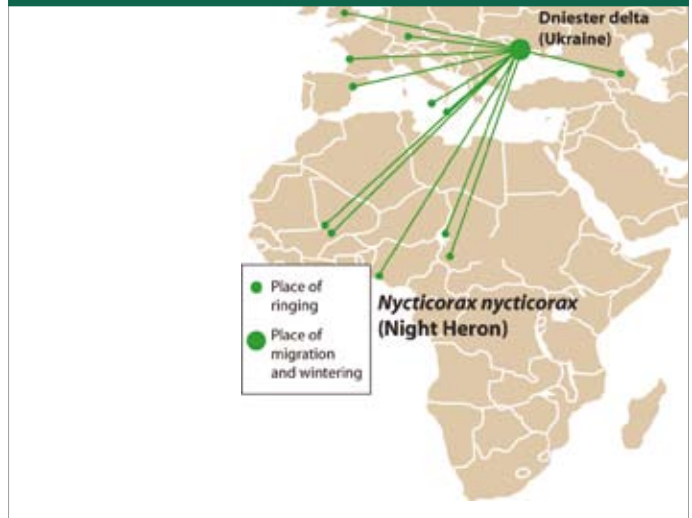 Dniester delta
(Ukraine)
Place of
ringing
Place of
migration
and wintering
Nycticorax nycticorax
(Night Heron)